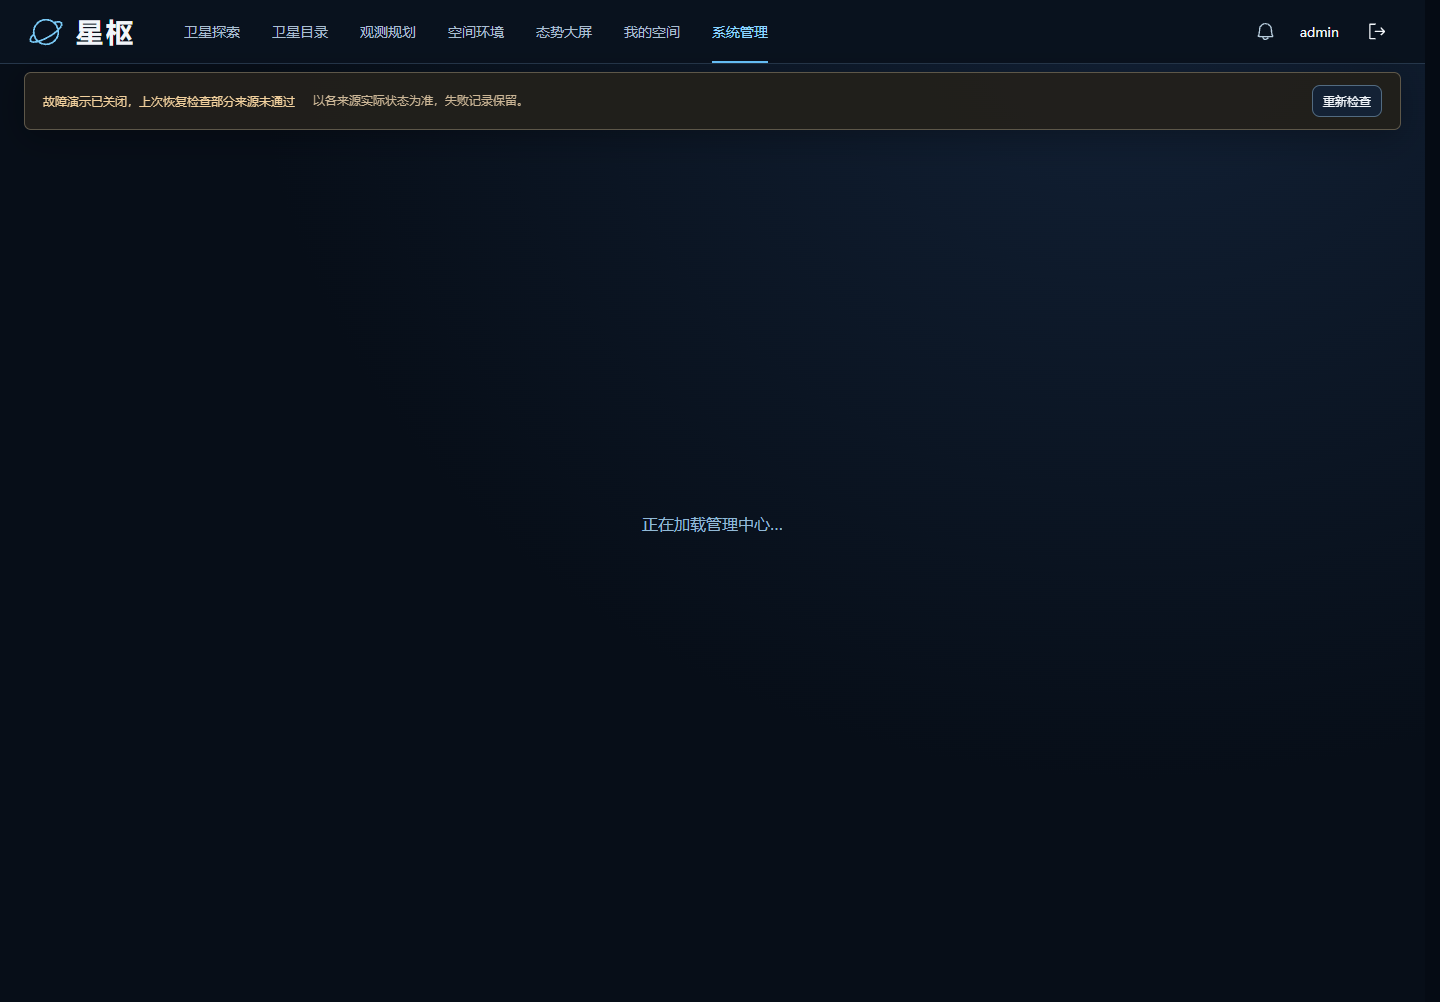 星枢
卫星探索 卫星目录 观测规划 空间环境 态势大屏 我的空间 系统管理 admin
故障演示已关闭，上次恢复检查部分来源未通过 以各来源实际状态为准，失败记录保留。 重新检查
正在加载管理中心...